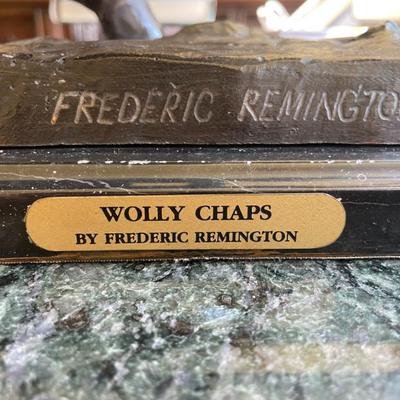 FREDERIC REMINGTO
WOLLY CHAPS
BY FREDERIC REMINGTON